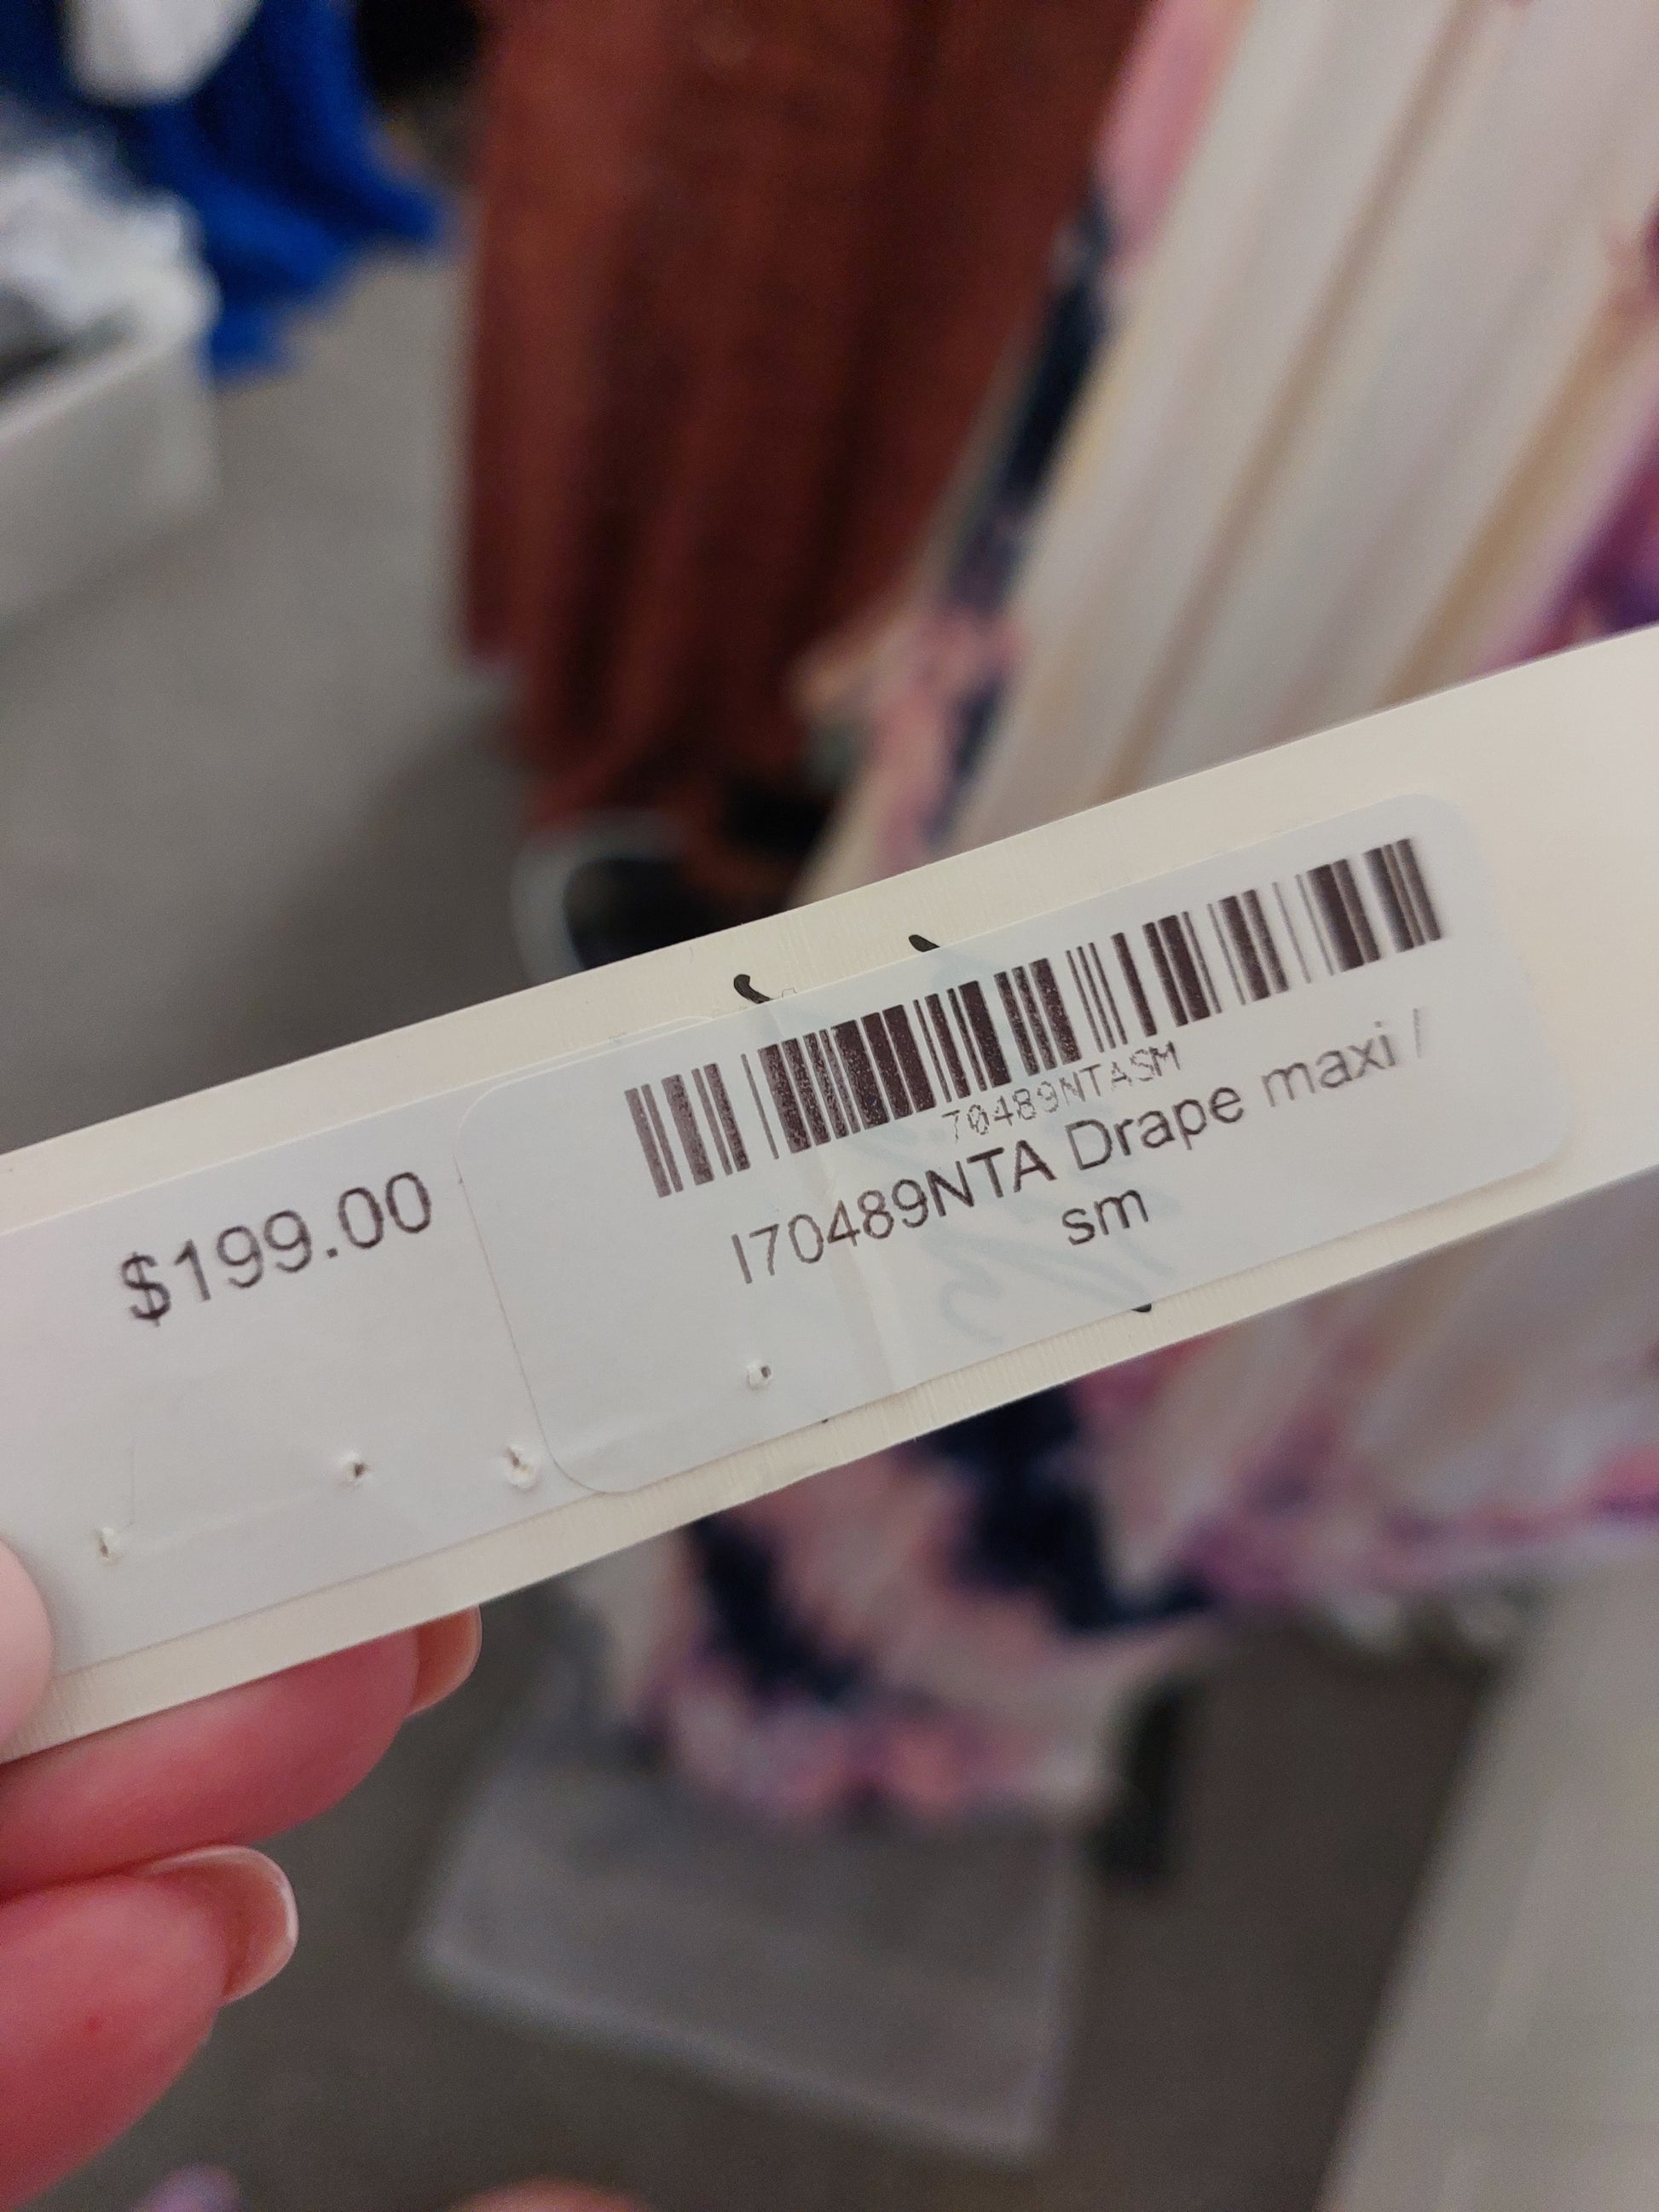 $199.00
70489NTASM
I70489NTA Drape maxi /
sm